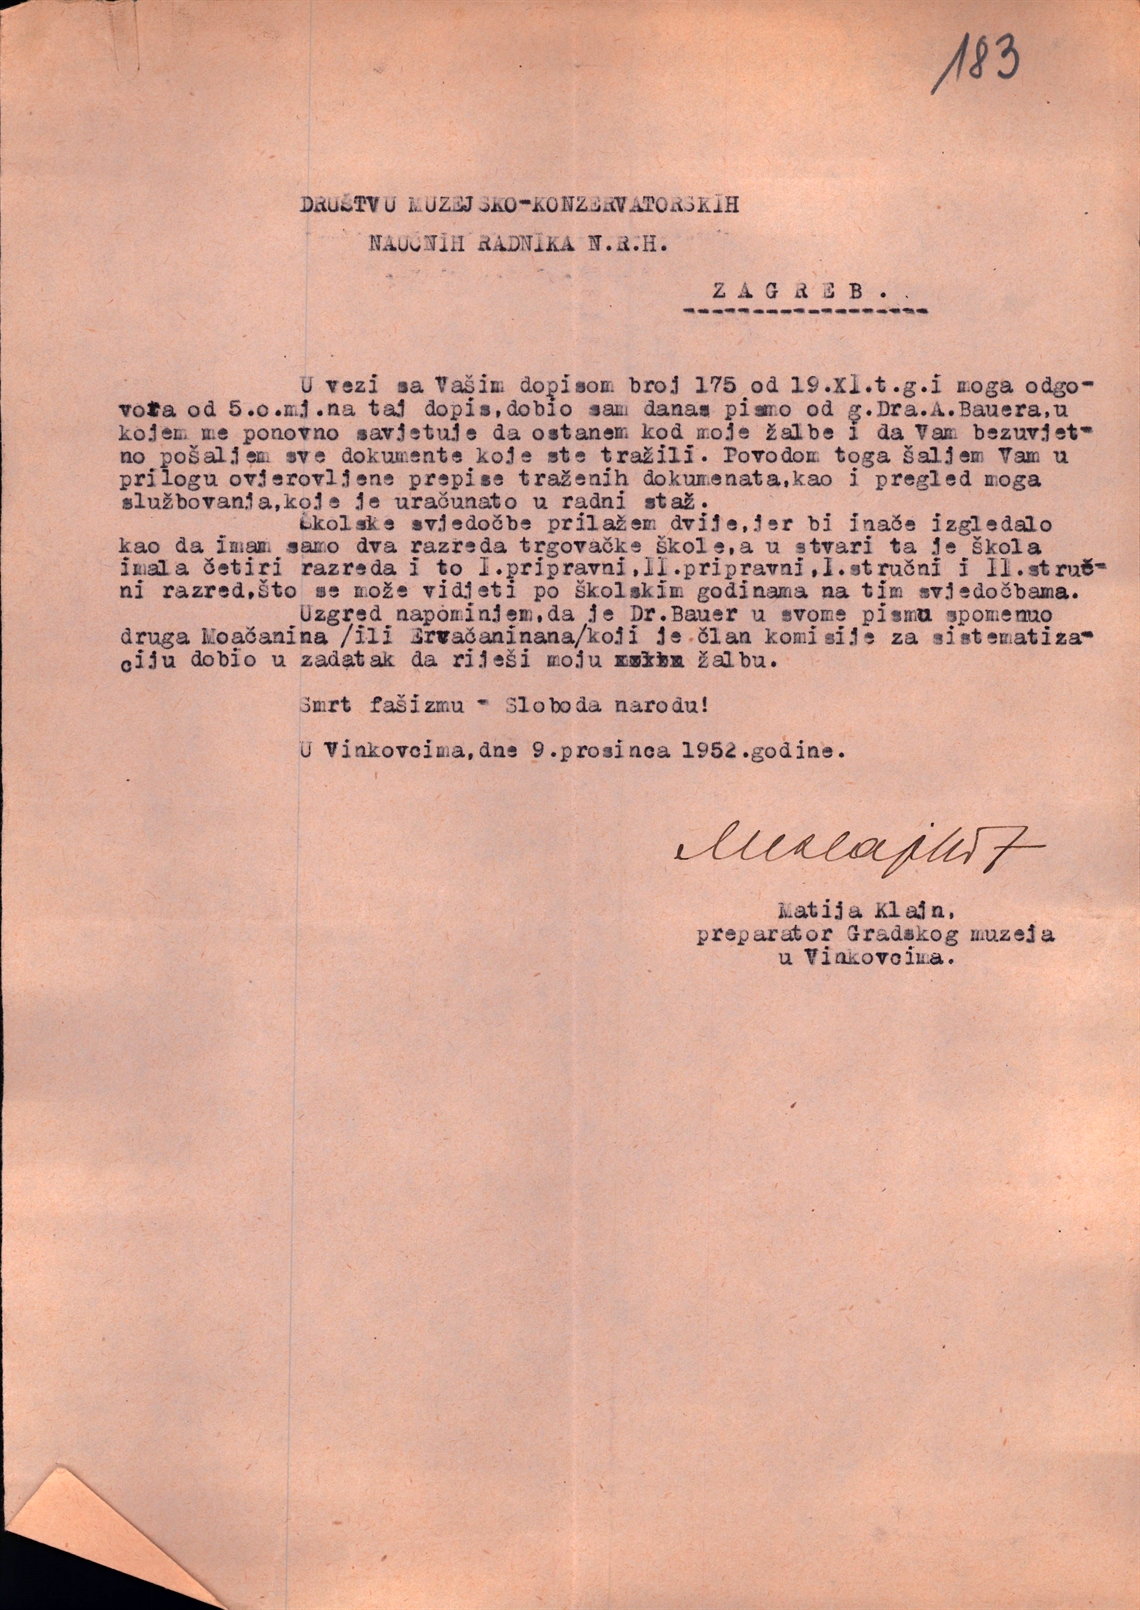 183
DRUŠTVU MUZEJSKO-KONZERVATORSKIH
NAUČNIH RADNIKA N.R.H.
ZAGREB.
U vezi sa Vašim dopisom broj 175 od 19.XI.t.g.i moga odgo-
vora od 5.o.mj.na taj dopis,dobio sam danas pismo od g.Dra.A.Bauera,u
kojem me ponovno savjetuje da ostanem kod moje žalbe i da Vam bezuvjet-
no pošaljem sve dokumente koje ste tražili. Povodom toga šaljem Vam u
prilogu ovjerovljene prepise traženih dokumenata,kao i pregled moga
službovanja,koje je uračunato u radni staž.
Školske svjedočbe prilažem dvije,jer bi inače izgledalo
kao da imam samo dva razreda trgovačke škole,a u stvari ta je škola
imala četiri razreda i to I.pripravni,II.pripravni,I.stručni i II.struč-
ni razred,što se može vidjeti po školskim godinama na tim svjedočbama.
Uzgred napominjem,da je Dr.Bauer u svome pismu spomenuo
druga Moačanina /ili Ervačaninana/koji je član komisije za sistematiza-
ciju dobio u zadatak da riješi moju žalbu.
Smrt fašizmu - Sloboda narodu!
U Vinkovcima,dne 9.prosinca 1952.godine.
Matija Klajn,
preparator Gradskog muzeja
u Vinkovcima.